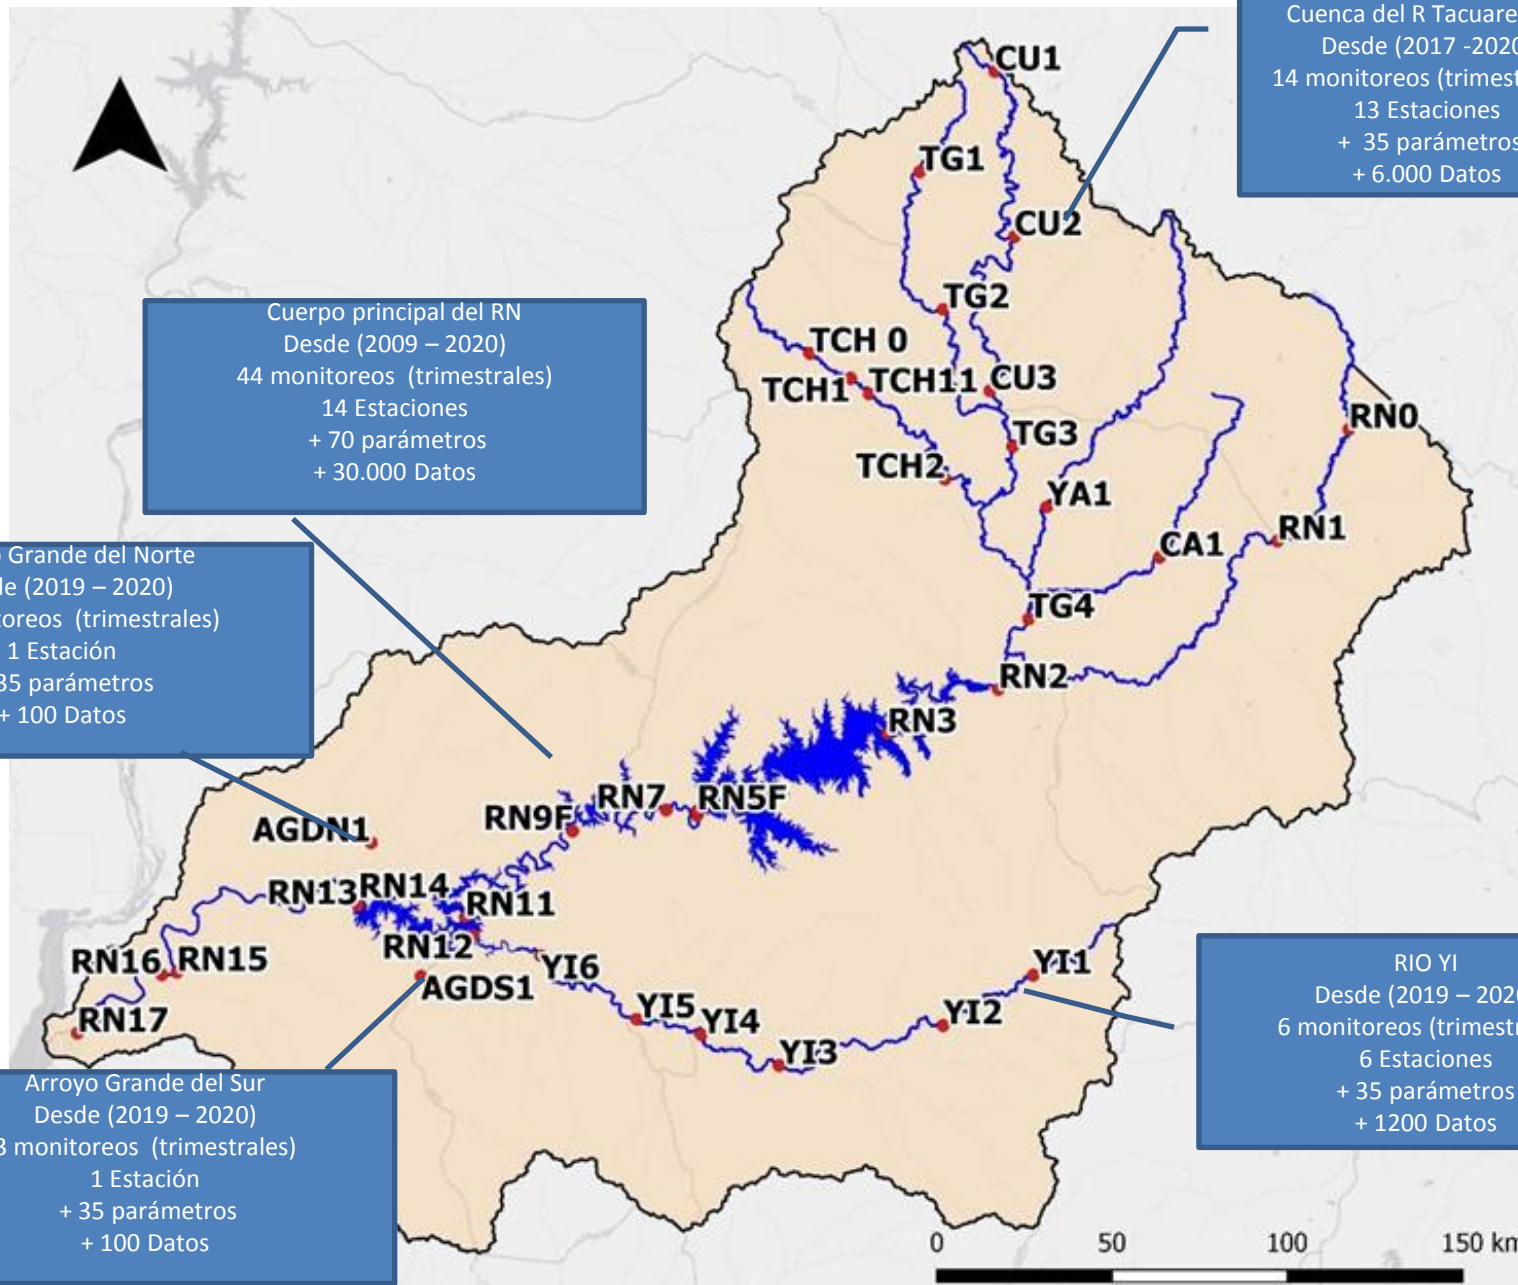 Cuenca del R Tacuare
Desde (2017 -2020
14 monitoreos (trimest
13 Estaciones
+ 35 parámetros
+ 6.000 Datos
CU1
TG1
CU2
Cuerpo principal del RN
Desde (2009 – 2020)
44 monitoreos (trimestrales)
14 Estaciones
+ 70 parámetros
+ 30.000 Datos
TG2
TCH 0
TCH1
TCH11
CU3
RN0
TG3
TCH2
YA1
RN1
CA1
Grande del Norte
(2019 – 2020)
(trimestrales)
1 Estación
35 parámetros
+ 100 Datos
TG4
RN2
RN3
RN7
RN5F
RN9F
AGDN1
RN13
RN14
RN11
RN12
RN16
RN15
YI6
YI1
AGDS1
RN17
YI5
YI4
YI2
YI3
RIO YI
Desde (2019 – 202
6 monitoreos (trimest
6 Estaciones
+ 35 parámetros
+ 1200 Datos
Arroyo Grande del Sur
Desde (2019 – 2020)
3 monitoreos (trimestrales)
1 Estación
+ 35 parámetros
+ 100 Datos
0 50 100 150 km